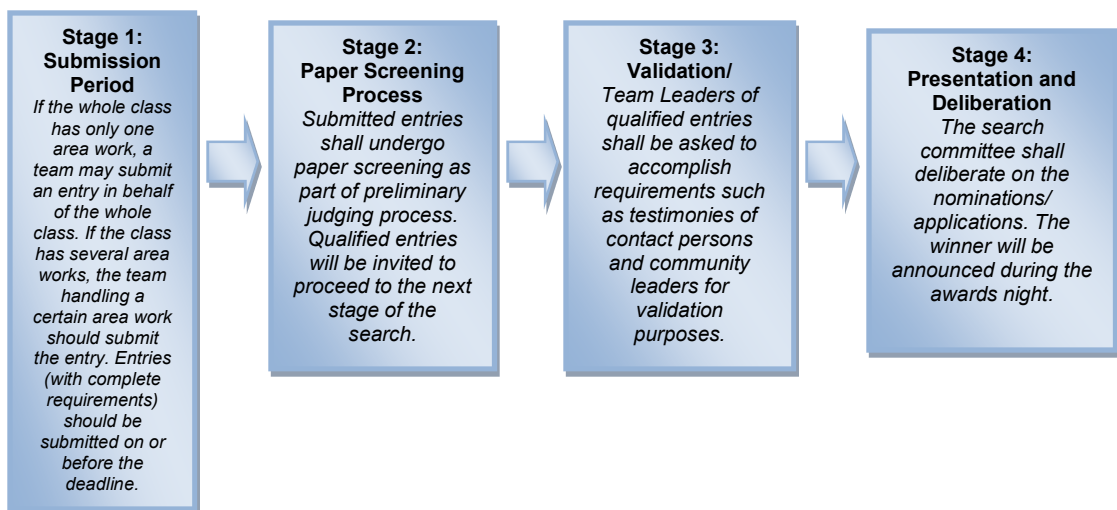 Stage 1:
Submission
Period
If the whole class
has only one
area work, a
team may submit
an entry in behalf
of the whole
class. If the class
has several area
works, the team
handling a
certain area work
should submit
the entry. Entries
(with complete
requirements)
should be
submitted on or
before the
deadline.
Stage 2:
Paper Screening
Process
Submitted entries
shall undergo
paper screening as
part of preliminary
judging process.
Qualified entries
will be invited to
proceed to the next
stage of the
search.
Stage 3:
Validation/
Team Leaders of
qualified entries
shall be asked to
accomplish
requirements such
as testimonies of
contact persons
and community
leaders for
validation
purposes.
Stage 4:
Presentation and
Deliberation
The search
committee shall
deliberate on the
nominations/
applications. The
winner will be
announced during the
awards night.